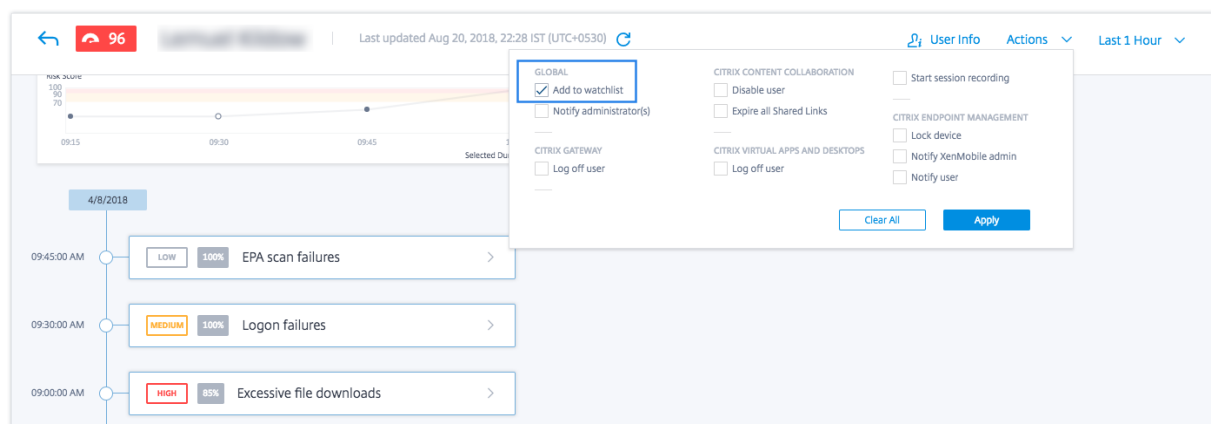 96
Last updated Aug 20, 2018, 22:28 IST (UTC+0530)
User Info
Actions
Last 1 Hour
Risk Score
100
90
70
09:15
09:30
09:45
Selected Du
GLOBAL
Add to watchlist
Notify administrator(s)
CITRIX GATEWAY
Log off user
CITRIX CONTENT COLLABORATION
Disable user
Expire all Shared Links
CITRIX VIRTUAL APPS AND DESKTOPS
Log off user
Start session recording
CITRIX ENDPOINT MANAGEMENT
Lock device
Notify XenMobile admin
Notify user
Clear All
Apply
4/8/2018
09:45:00 AM
LOW 100% EPA scan failures
09:30:00 AM
MEDIUM 100% Logon failures
09:00:00 AM
HIGH 85% Excessive file downloads